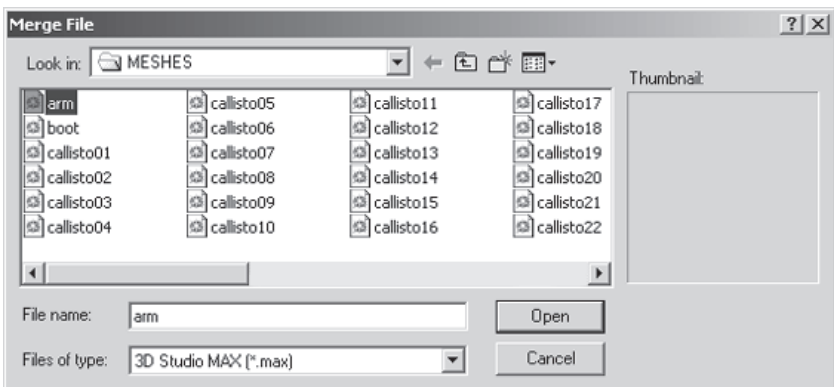 Merge File
Look in: MESHES
Thumbnail:
arm callisto05 callisto11 callisto17
boot callisto06 callisto12 callisto18
callisto01 callisto07 callisto13 callisto19
callisto02 callisto08 callisto14 callisto20
callisto03 callisto09 callisto15 callisto21
callisto04 callisto10 callisto16 callisto22
File name: arm Open
Files of type: 3D Studio MAX (*.max) Cancel